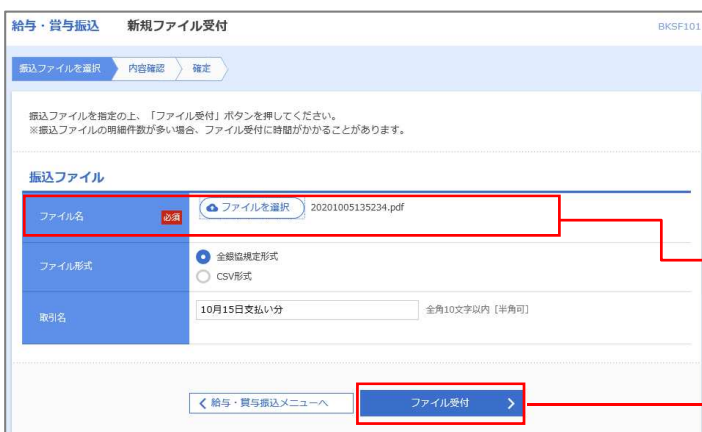 給与・賞与振込 新規ファイル受付 BKSF101
振込ファイルを選択 内容確認 確定
振込ファイルを指定の上、「ファイル受付」ボタンを押してください。
※振込ファイルの明細件数が多い場合、ファイル受付に時間がかかることがあります。
振込ファイル
ファイル名 必須 ファイルを選択 20201005135234.pdf
ファイル形式 全銀協規定形式
CSV形式
取引名 10月15日支払い分 全角10文字以内［半角可］
給与・賞与振込メニューへ ファイル受付